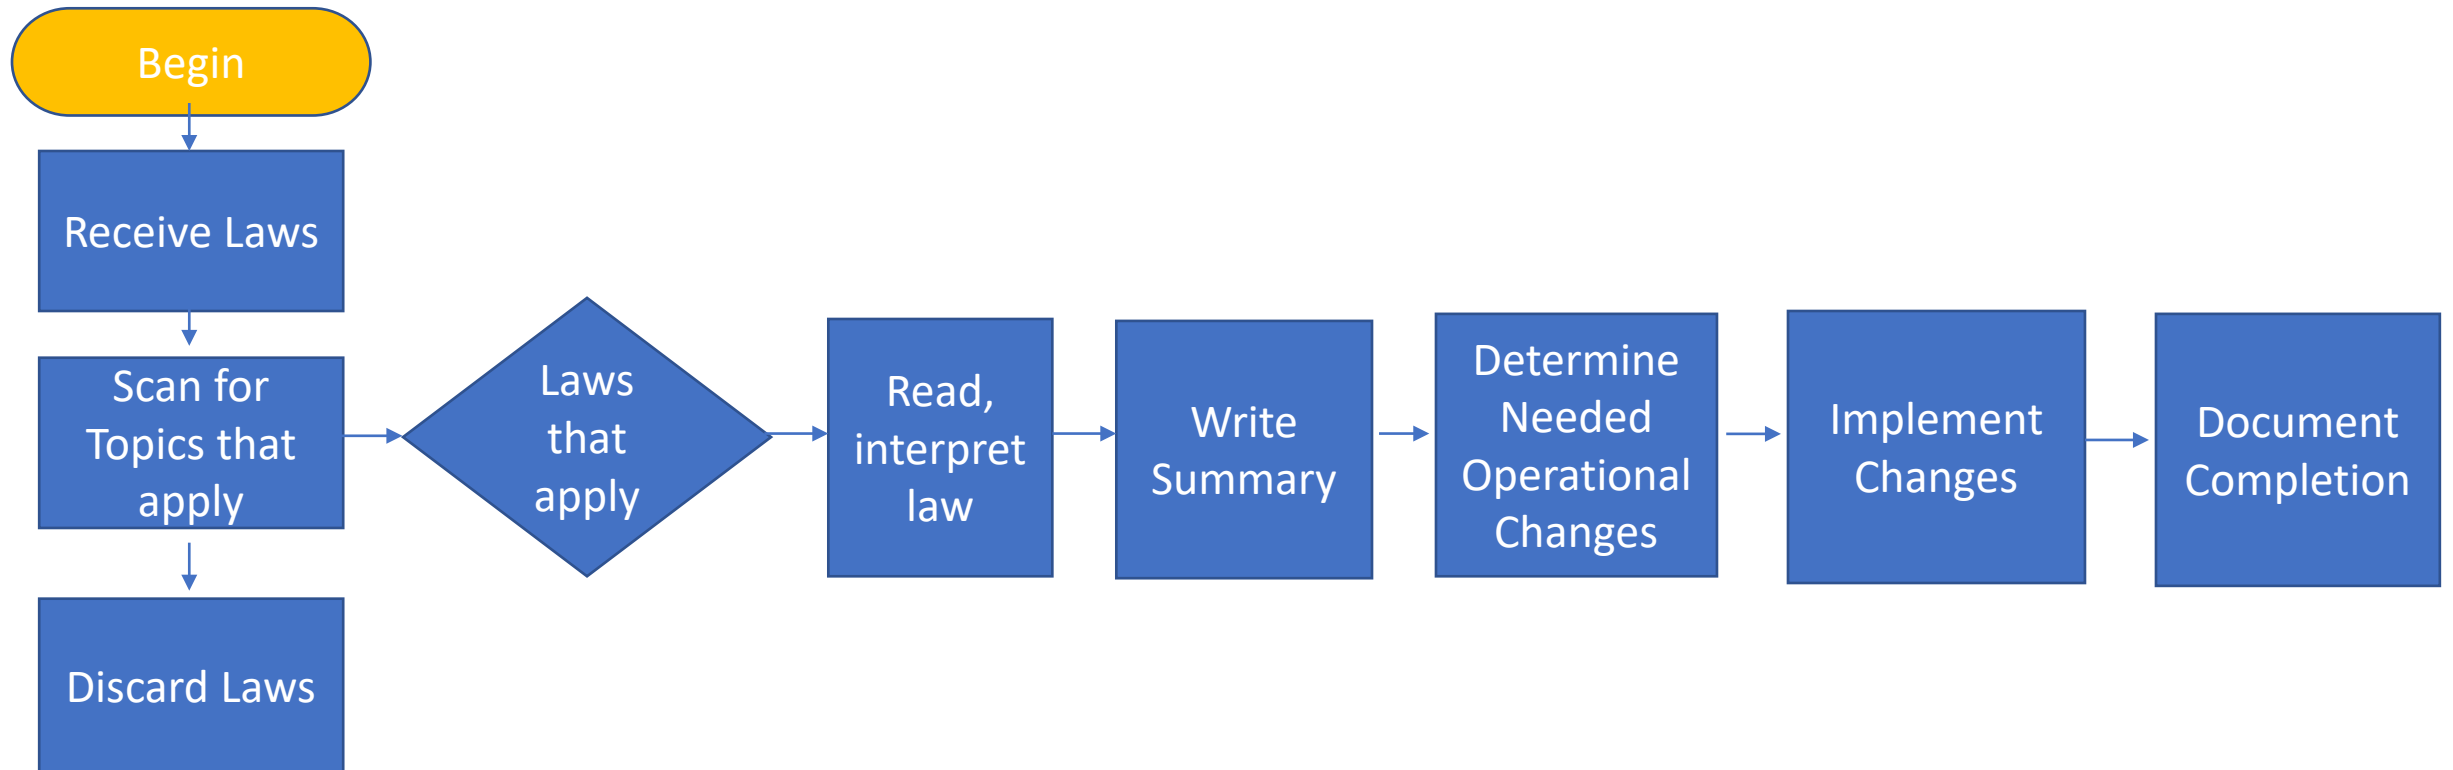 Begin
Receive Laws
Scan for
Topics that
apply
Discard Laws
Laws
that
apply
Read,
interpret
law
Write
Summary
Determine
Needed
Operational
Changes
Implement
Changes
Document
Completion